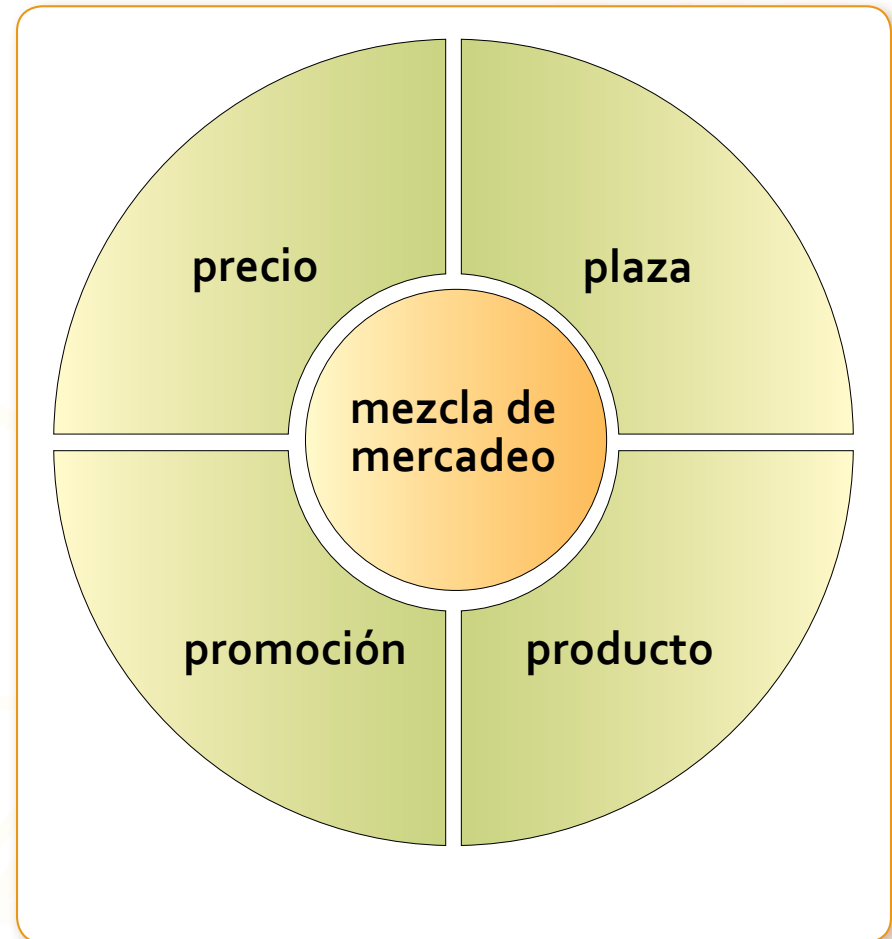 precio
plaza
mezcla de
mercadeo
promoción
producto